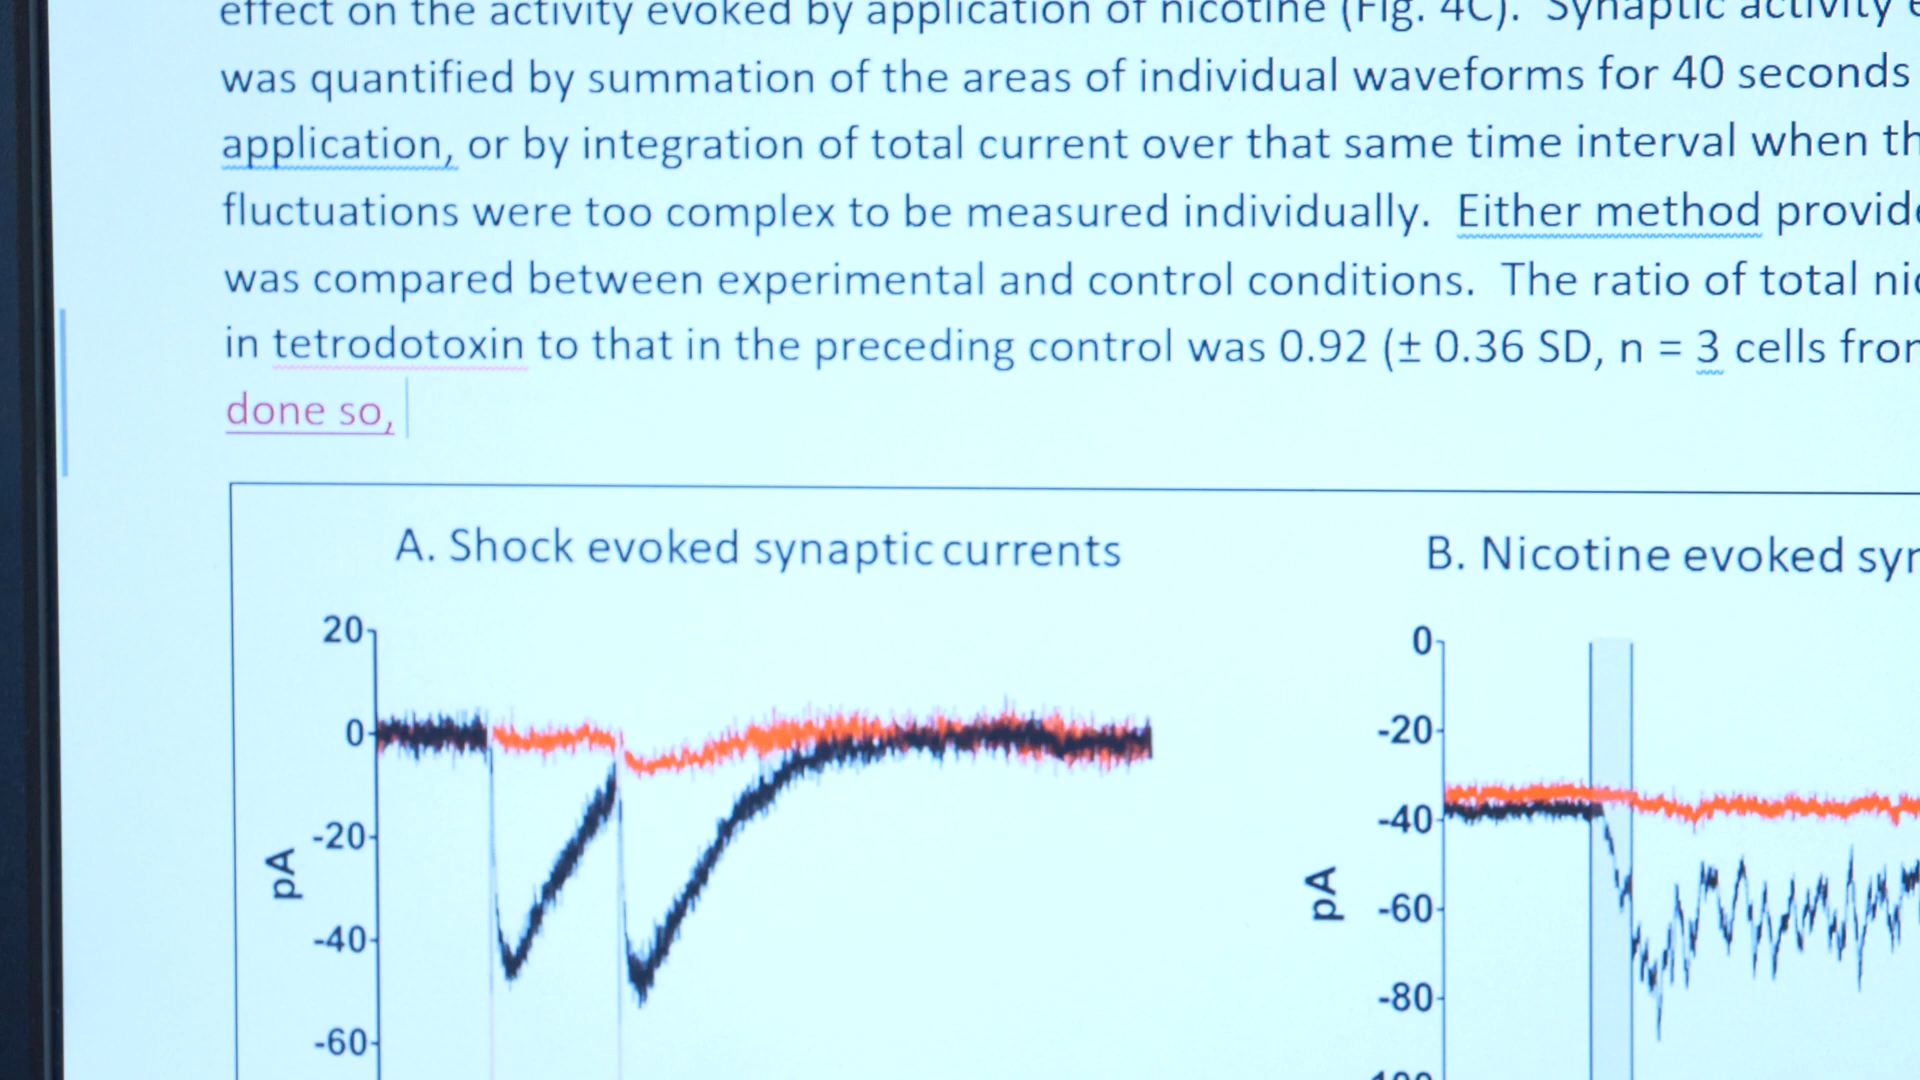 effect on the activity evoked by application of nicotine (Fig. 4C). Synaptic activity
was quantified by summation of the areas of individual waveforms for 40 seconds
application, or by integration of total current over that same time interval when
fluctuations were too complex to be measured individually. Either method
was compared between experimental and control conditions. The ratio of total
in tetrodotoxin to that in the preceding control was 0.92 (± 0.36 SD, n = 3 cells
done so,
A. Shock evoked synaptic currents
B. Nicotine evoked
20
0
-20
-40
-60
pA
0
-20
-40
-60
-80
pA